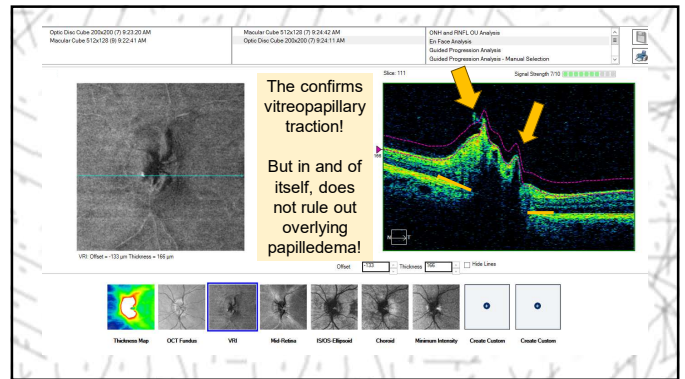 Optic Disc Cube 200x200 (7) 9:23:20 AM
Macular Cube 512x128 (9) 9:22:41 AM
Macular Cube 512x128 (7) 9:24:42 AM
Optic Disc Cube 200x200 (7) 9:24:11 AM
ONH and RNFL OU Analysis
En Face Analysis
Guided Progression Analysis
Guided Progression Analysis - Manual Selection
The confirms
vitreopapillary
traction!
But in and of
itself, does
not rule out
overlying
papilledema!
Slice: 111
Signal Strength 7/10
166
N
T
VRI: Offset = -133 µm Thickness = 166 µm
Offset -133 Thickness 166 Hide Lines
Thickness Map OCT Fundus VRI Mid-Retina IS/OS-Ellipsoid Choroid Minimum Intensity Create Custom Create Custom